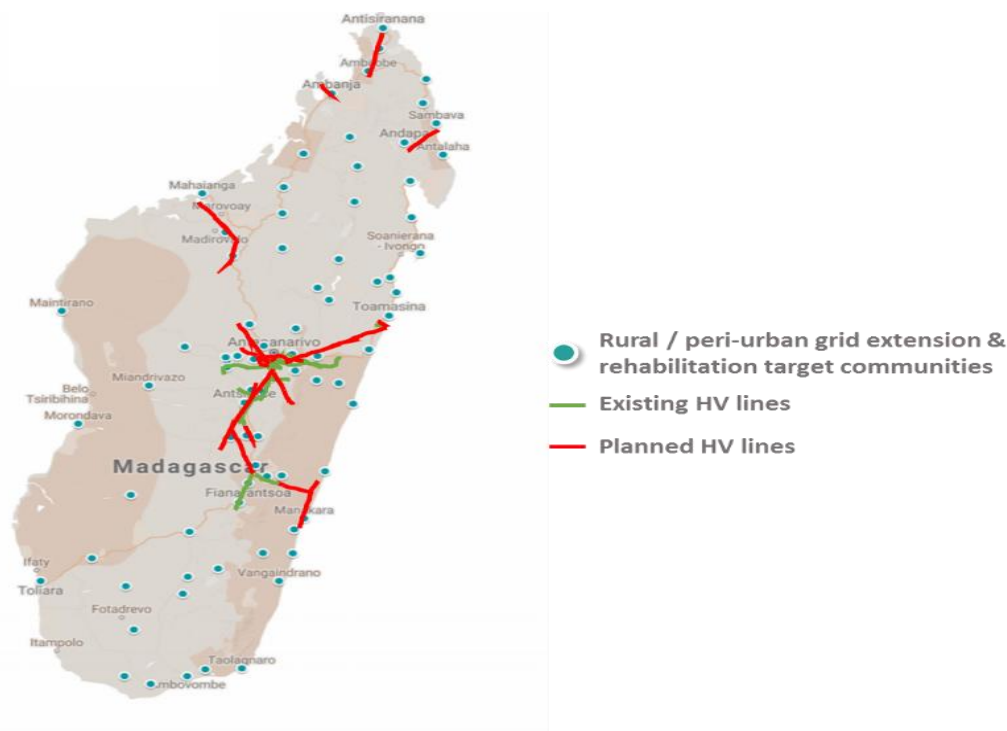 Antisiranana
Ambilobe
Ambanja
Sambava
Andapa
Antalaha
Mahajanga
Marovoay
Madirovalo
Soanierana
- Ivongo
Maintirano
Toamasina
Antananarivo
Miandrivazo
Belo
Tsiribihina
Antsirabe
Morondava
Madagascar
Fianarantsoa
Manakara
Ifaty
Vangaindrano
Toliara
Fotadrevo
Itampolo
Taolagnaro
Ambovombe
Rural / peri-urban grid extension &
rehabilitation target communities
Existing HV lines
Planned HV lines